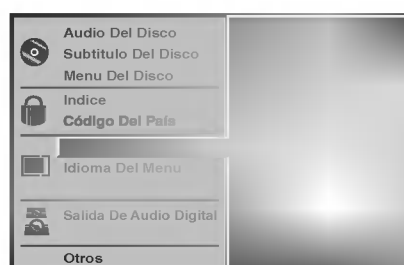 Audio Del Disco
Subtitulo Del Disco
Menu Del Disco
Indice
Código Del País
Idioma Del Menu
Salida De Audio Digital
Otros